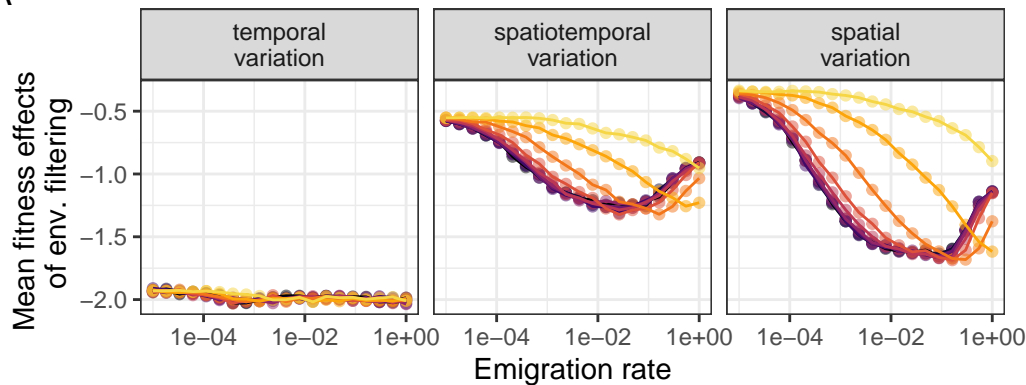 temporal
variation
spatiotemporal
variation
spatial
variation
Mean fitness effects
of env. filtering
−0.5
−1.0
−1.5
−2.0
1e−04
1e−02
1e+00
1e−04
1e−02
1e+00
1e−04
1e−02
1e+00
Emigration rate